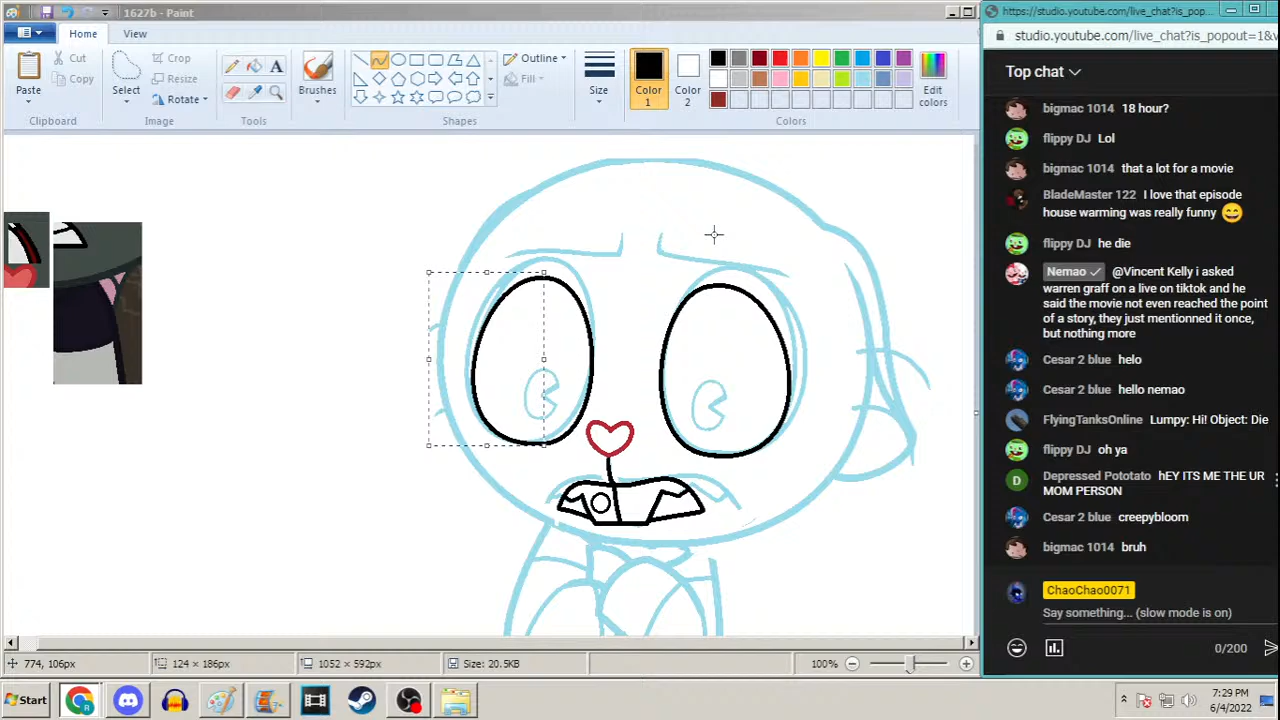 1627b - Paint
https://studio.youtube.com/live_chat?is_pop...
studio.youtube.com/live_chat?is_popout=1&v
Home
View
Paste
Cut
Copy
Clipboard
Select
Crop
Resize
Rotate
Image
A
Tools
Brushes
Outline
Fill
Shapes
Size
Color
1
Color
2
Edit
colors
Colors
Top chat
bigmac 1014 18 hour?
flippy DJ Lol
bigmac 1014 that a lot for a movie
BladeMaster 122 I love that episode
house warming was really funny
flippy DJ he die
Nemao @Vincent Kelly i asked
warren graff on a live on tiktok and he
said the movie not even reached the point
of a story, they just mentionned it once,
but nothing more
Cesar 2 blue helo
Cesar 2 blue hello nemao
FlyingTanksOnline Lumpy: Hi! Object: Die
flippy DJ oh ya
D
Depressed Pototato hEY ITS ME THE UR
MOM PERSON
Cesar 2 blue creepybloom
bigmac 1014 bruh
ChaoChao0071
Say something... (slow mode is on)
0/200
774, 106px
124 × 186px
1052 × 592px
Size: 20.5KB
100%
Start
7:29 PM
6/4/2022